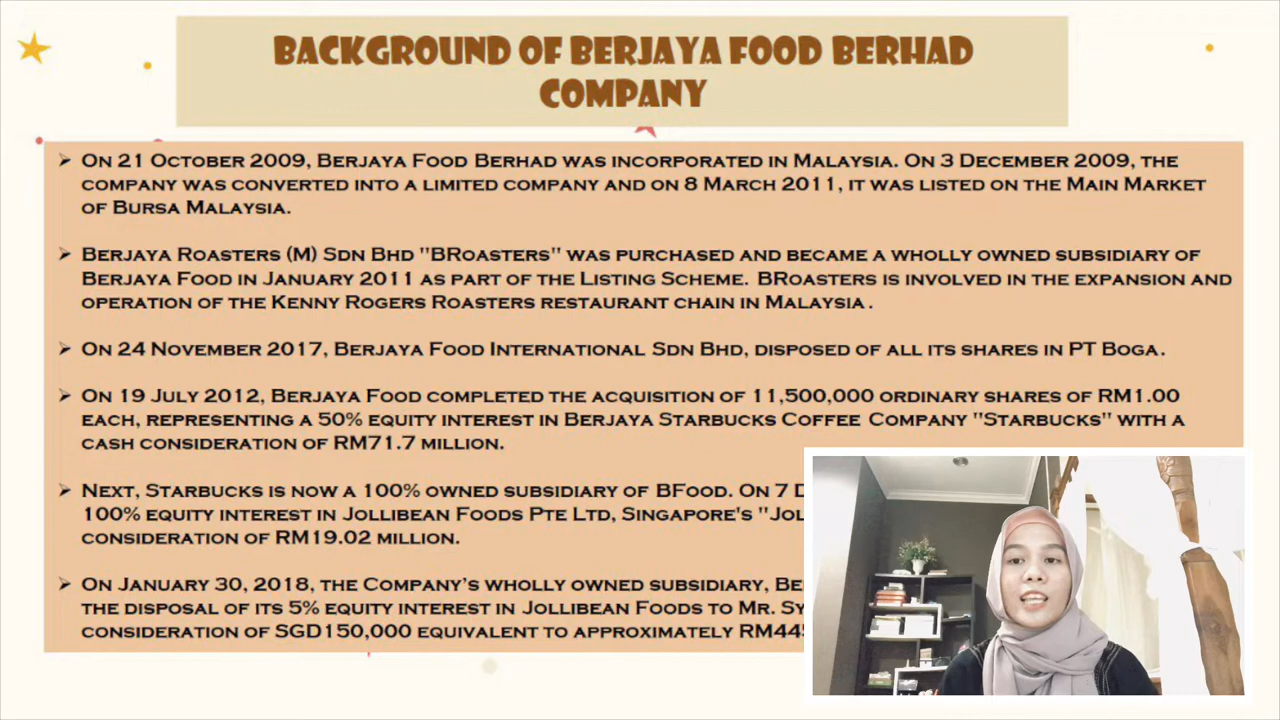 BACKGROUND OF BERJAYA FOOD BERHAD
COMPANY
➢ On 21 October 2009, Berjaya Food Berhad was incorporated in Malaysia. On 3 December 2009, the
company was converted into a limited company and on 8 March 2011, it was listed on the Main Market
of Bursa Malaysia.
➢ Berjaya Roasters (M) Sdn Bhd "BRoasters" was purchased and became a wholly owned subsidiary of
Berjaya Food in January 2011 as part of the Listing Scheme. BRoasters is involved in the expansion and
operation of the Kenny Rogers Roasters restaurant chain in Malaysia.
➢ On 24 November 2017, Berjaya Food International Sdn Bhd, disposed of all its shares in PT Boga.
➢ On 19 July 2012, Berjaya Food completed the acquisition of 11,500,000 ordinary shares of RM1.00
each, representing a 50% equity interest in Berjaya Starbucks Coffee Company "Starbucks" with a
cash consideration of RM71.7 million.
➢ Next, Starbucks is now a 100% owned subsidiary of BFood. On 7
100% equity interest in Jollibean Foods Pte Ltd, Singapore's
consideration of RM19.02 million.
➢ On January 30, 2018, the Company's wholly owned subsidiary,
the disposal of its 5% equity interest in Jollibean Foods to Mr.
consideration of SGD150,000 equivalent to approximately